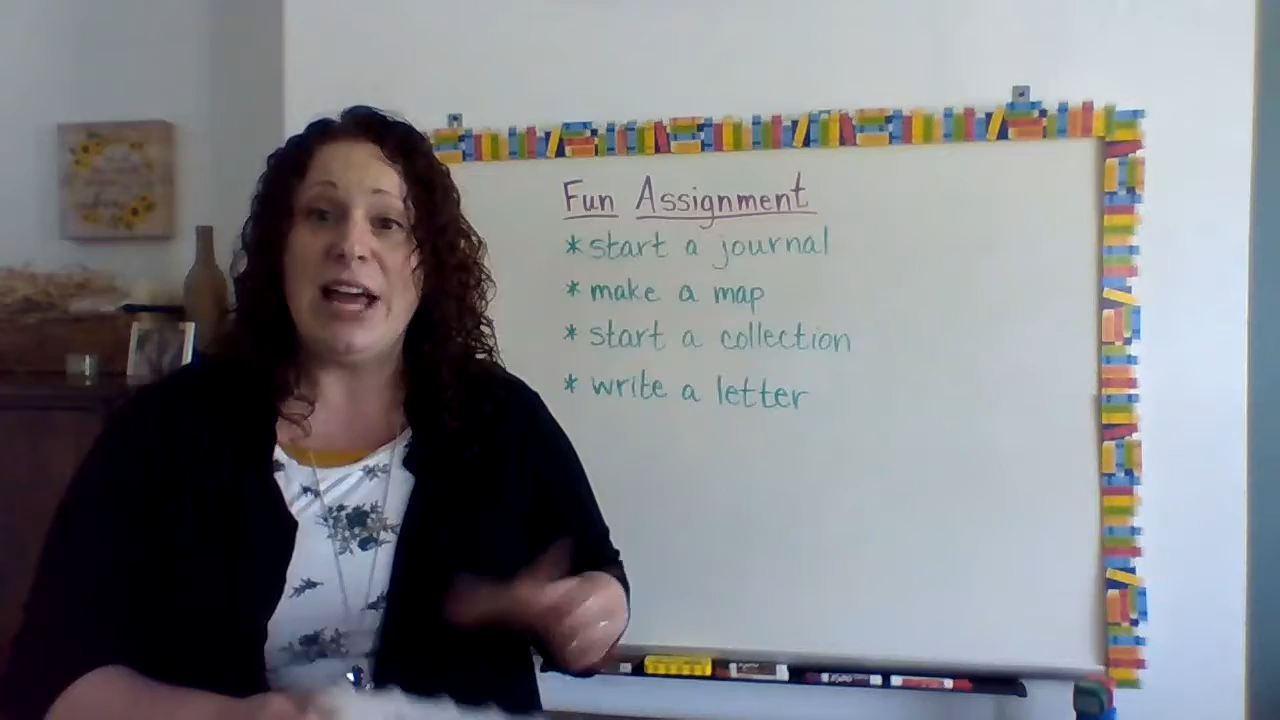 Fun Assignment
* start a journal
* make a map
* start a collection
* write a letter